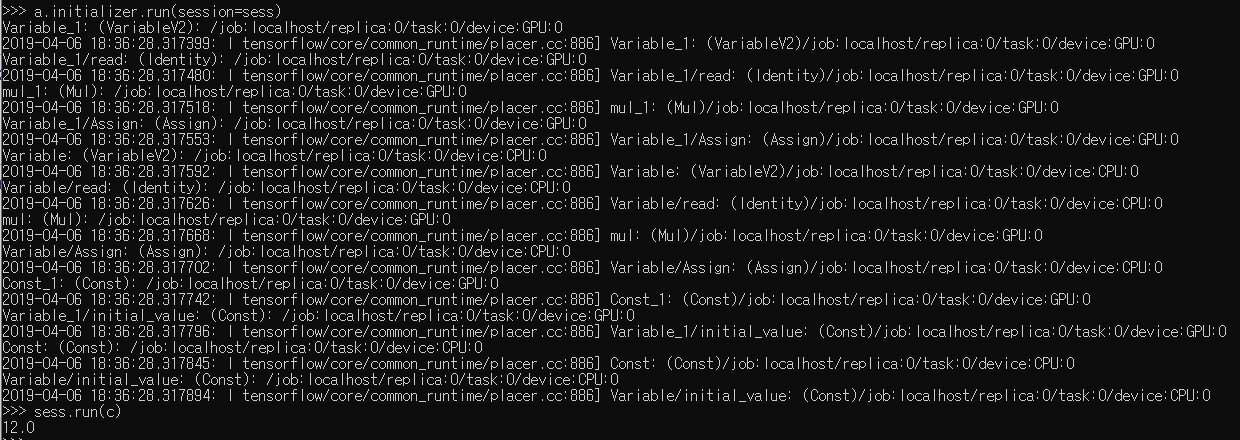 >>> a.initializer.run(session=sess)
Variable_1: (VariableV2): /job:localhost/replica:0/task:0/device:GPU:0
2019-04-06 18:36:28.317399: I tensorflow/core/common_runtime/placer.cc:886] Variable_1: (VariableV2)/job:localhost/replica:0/task:0/device:GPU:0
Variable_1/read: (Identity): /job:localhost/replica:0/task:0/device:GPU:0
2019-04-06 18:36:28.317480: I tensorflow/core/common_runtime/placer.cc:886] Variable_1/read: (Identity)/job:localhost/replica:0/task:0/device:GPU:0
mul_1: (Mul): /job:localhost/replica:0/task:0/device:GPU:0
2019-04-06 18:36:28.317518: I tensorflow/core/common_runtime/placer.cc:886] mul_1: (Mul)/job:localhost/replica:0/task:0/device:GPU:0
Variable_1/Assign: (Assign): /job:localhost/replica:0/task:0/device:GPU:0
2019-04-06 18:36:28.317553: I tensorflow/core/common_runtime/placer.cc:886] Variable_1/Assign: (Assign)/job:localhost/replica:0/task:0/device:GPU:0
Variable: (VariableV2): /job:localhost/replica:0/task:0/device:CPU:0
2019-04-06 18:36:28.317592: I tensorflow/core/common_runtime/placer.cc:886] Variable: (VariableV2)/job:localhost/replica:0/task:0/device:CPU:0
Variable/read: (Identity): /job:localhost/replica:0/task:0/device:CPU:0
2019-04-06 18:36:28.317626: I tensorflow/core/common_runtime/placer.cc:886] Variable/read: (Identity)/job:localhost/replica:0/task:0/device:CPU:0
mul: (Mul): /job:localhost/replica:0/task:0/device:GPU:0
2019-04-06 18:36:28.317668: I tensorflow/core/common_runtime/placer.cc:886] mul: (Mul)/job:localhost/replica:0/task:0/device:GPU:0
Variable/Assign: (Assign): /job:localhost/replica:0/task:0/device:CPU:0
2019-04-06 18:36:28.317702: I tensorflow/core/common_runtime/placer.cc:886] Variable/Assign: (Assign)/job:localhost/replica:0/task:0/device:CPU:0
Const_1: (Const): /job:localhost/replica:0/task:0/device:GPU:0
2019-04-06 18:36:28.317742: I tensorflow/core/common_runtime/placer.cc:886] Const_1: (Const)/job:localhost/replica:0/task:0/device:GPU:0
Variable_1/initial_value: (Const): /job:localhost/replica:0/task:0/device:GPU:0
2019-04-06 18:36:28.317796: I tensorflow/core/common_runtime/placer.cc:886] Variable_1/initial_value: (Const)/job:localhost/replica:0/task:0/device:GPU:0
Const: (Const): /job:localhost/replica:0/task:0/device:CPU:0
2019-04-06 18:36:28.317845: I tensorflow/core/common_runtime/placer.cc:886] Const: (Const)/job:localhost/replica:0/task:0/device:CPU:0
Variable/initial_value: (Const): /job:localhost/replica:0/task:0/device:CPU:0
2019-04-06 18:36:28.317894: I tensorflow/core/common_runtime/placer.cc:886] Variable/initial_value: (Const)/job:localhost/replica:0/task:0/device:CPU:0
>>> sess.run(c)
12.0